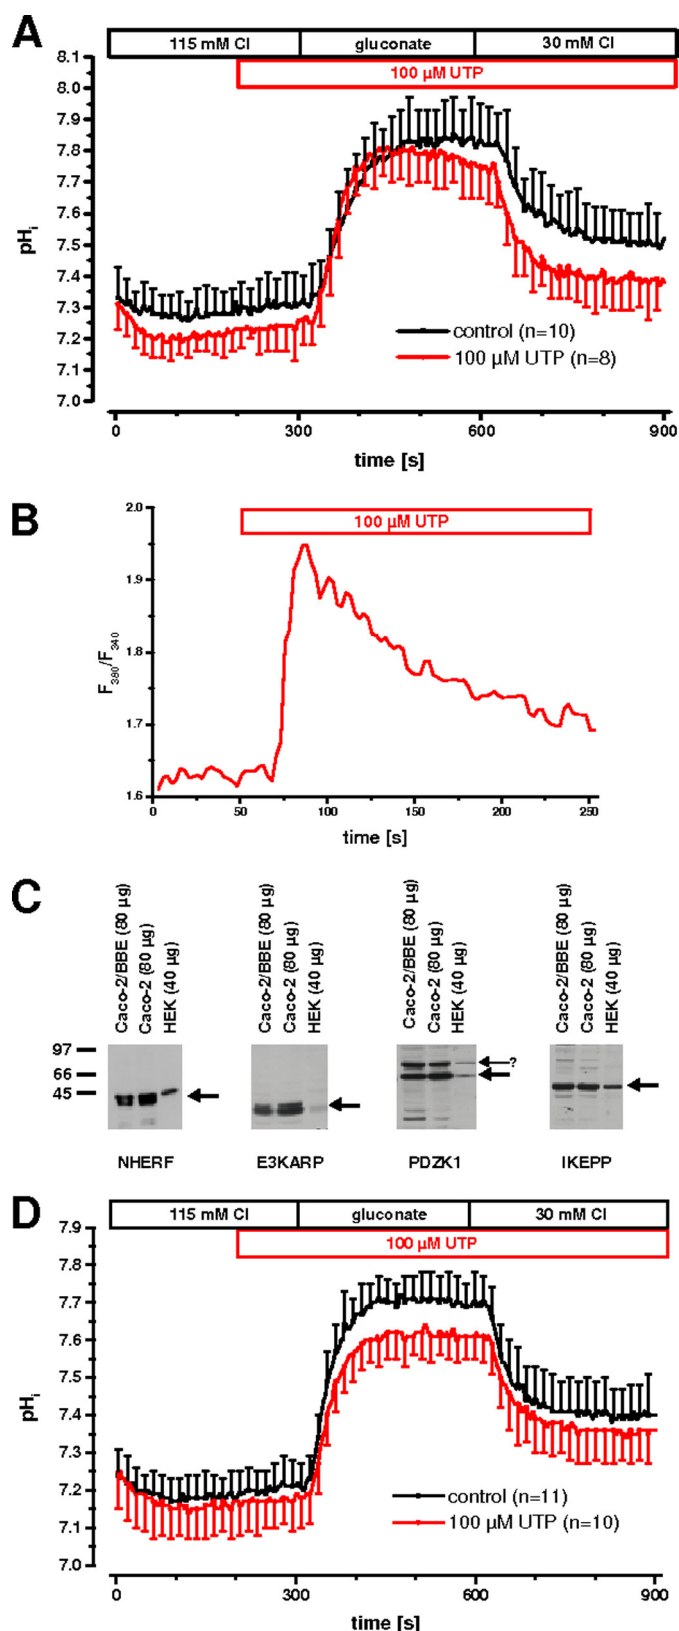 A
115 mM Cl gluconate 30 mM Cl
100 µM UTP
8.1
8.0
7.9
7.8
7.7
7.6
7.5
7.4
7.3
7.2
7.1
7.0
pHi
control (n=10)
100 µM UTP (n=8)
0 300 600 900
time [s]
B
100 µM UTP
2.0
1.9
1.8
1.7
1.6
F380/F340
0 50 100 150 200 250
time [s]
C
Caco-2/BBE (80 µg) Caco-2 (80 µg) HEK (40 µg)
Caco-2/BBE (80 µg) Caco-2 (80 µg) HEK (40 µg)
Caco-2/BBE (80 µg) Caco-2 (80 µg) HEK (40 µg)
Caco-2/BBE (80 µg) Caco-2 (80 µg) HEK (40 µg)
97
66
45
?
NHERF E3KARP PDZK1 IKEPP
D
115 mM Cl gluconate 30 mM Cl
100 µM UTP
7.9
7.8
7.7
7.6
7.5
7.4
7.3
7.2
7.1
7.0
pHi
control (n=11)
100 µM UTP (n=10)
0 300 600 900
time [s]